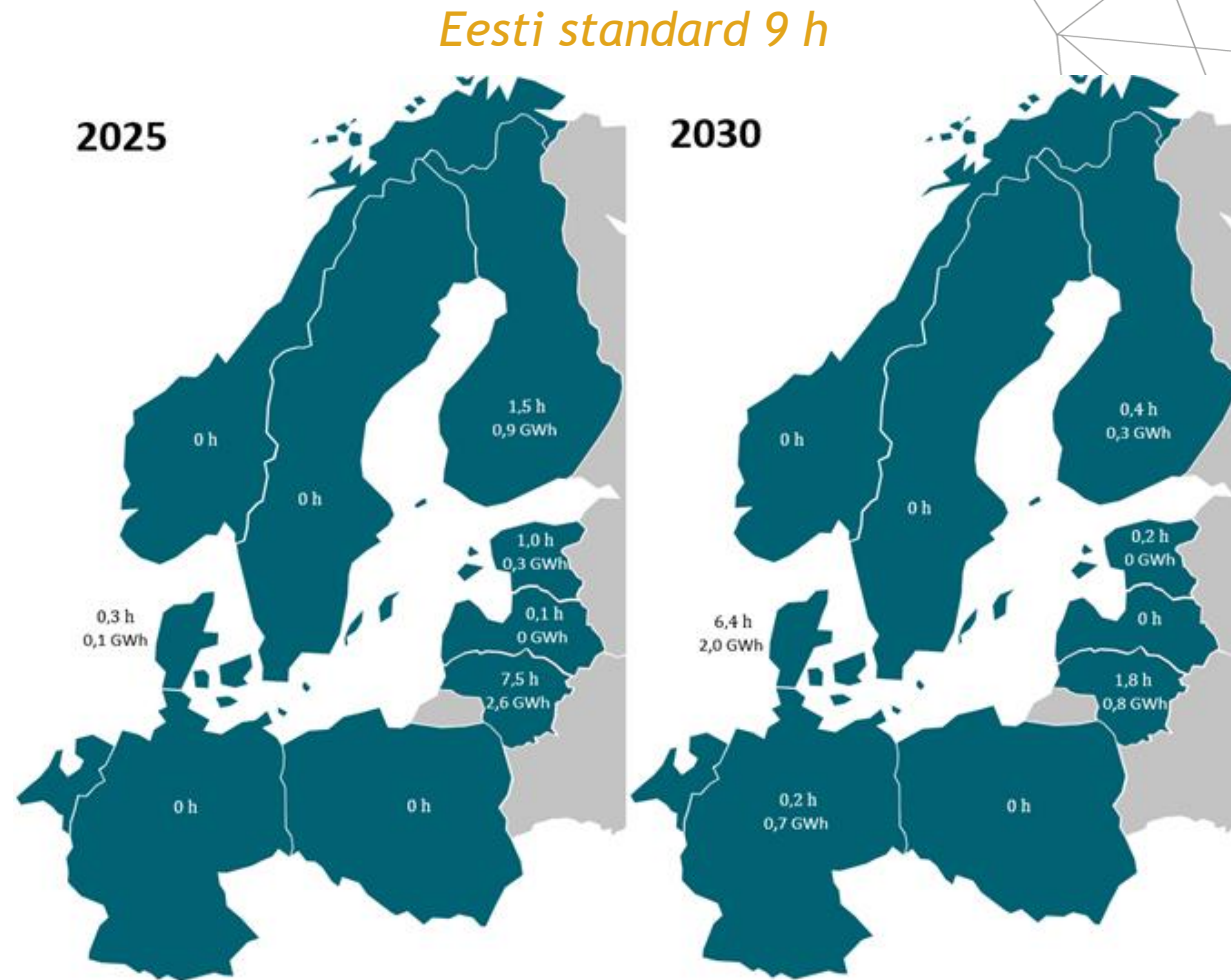 Eesti standard 9 h
2025
1,5 h
0,9 GWh
0 h
0 h
1,0 h
0,3 GWh
0,3 h
0,1 GWh
0,1 h
0 GWh
7,5 h
2,6 GWh
0 h
0 h
2030
0,4 h
0,3 GWh
0 h
0 h
0,2 h
0 GWh
6,4 h
2,0 GWh
0 h
1,8 h
0,8 GWh
0,2 h
0,7 GWh
0 h